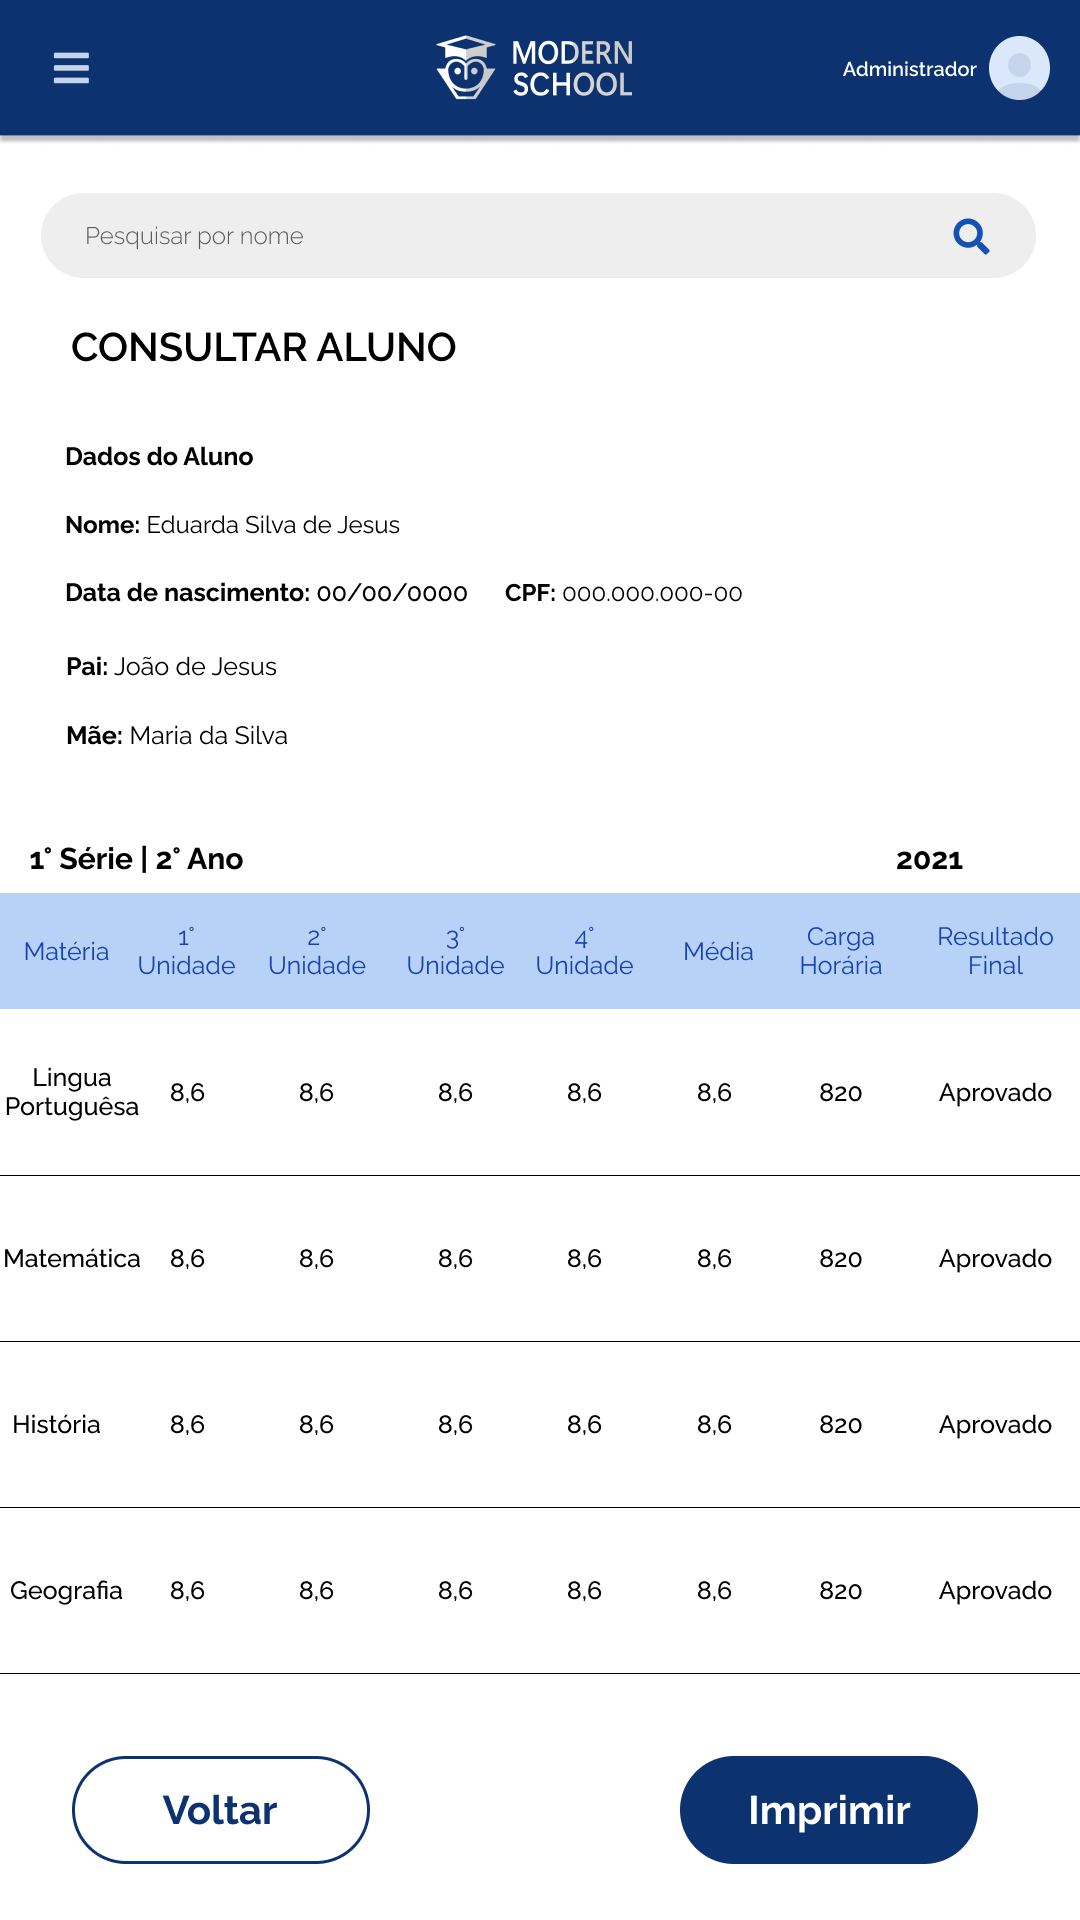 MODERN
SCHOOL
Administrador
Pesquisar por nome
CONSULTAR ALUNO
Dados do Aluno
Nome: Eduarda Silva de Jesus
Data de nascimento: 00/00/0000 CPF: 000.000.000-00
Pai: João de Jesus
Mãe: Maria da Silva
1° Série | 2° Ano 2021
Matéria 1° Unidade 2° Unidade 3° Unidade 4° Unidade Média Carga Horária Resultado Final
Lingua Portuguêsa 8,6 8,6 8,6 8,6 8,6 820 Aprovado
Matemática 8,6 8,6 8,6 8,6 8,6 820 Aprovado
História 8,6 8,6 8,6 8,6 8,6 820 Aprovado
Geografia 8,6 8,6 8,6 8,6 8,6 820 Aprovado
Voltar Imprimir